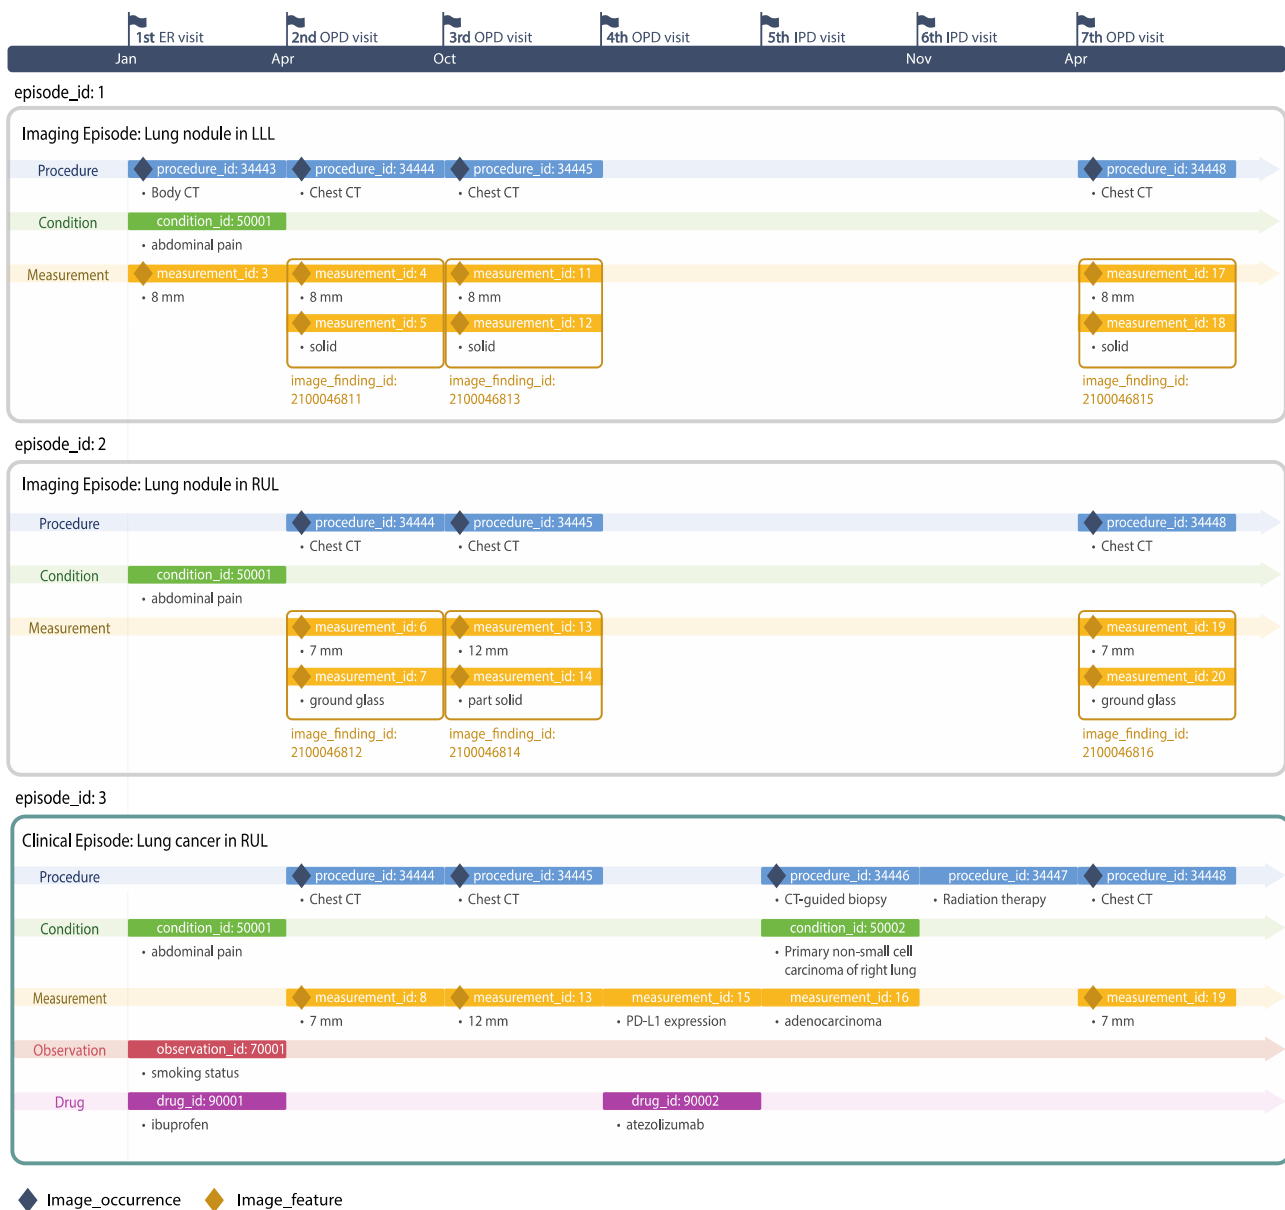 1st ER visit
2nd OPD visit
3rd OPD visit
4th OPD visit
5th IPD visit
6th IPD visit
7th OPD visit
Jan
Apr
Oct
Nov
Apr
episode_id: 1
Imaging Episode: Lung nodule in LLL
Procedure
procedure_id: 34443
procedure_id: 34444
procedure_id: 34445
procedure_id: 34448
• Body CT
• Chest CT
• Chest CT
• Chest CT
Condition
condition_id: 50001
• abdominal pain
Measurement
measurement_id: 3
measurement_id: 4
measurement_id: 11
measurement_id: 17
• 8 mm
• 8 mm
• 8 mm
• 8 mm
measurement_id: 5
measurement_id: 12
measurement_id: 18
• solid
• solid
• solid
image_finding_id:
2100046811
image_finding_id:
2100046813
image_finding_id:
2100046815
episode_id: 2
Imaging Episode: Lung nodule in RUL
Procedure
procedure_id: 34444
procedure_id: 34445
procedure_id: 34448
• Chest CT
• Chest CT
• Chest CT
Condition
condition_id: 50001
• abdominal pain
Measurement
measurement_id: 6
measurement_id: 13
measurement_id: 19
• 7 mm
• 12 mm
• 7 mm
measurement_id: 7
measurement_id: 14
measurement_id: 20
• ground glass
• part solid
• ground glass
image_finding_id:
2100046812
image_finding_id:
2100046814
image_finding_id:
2100046816
episode_id: 3
Clinical Episode: Lung cancer in RUL
Procedure
procedure_id: 34444
procedure_id: 34445
procedure_id: 34446
procedure_id: 34447
procedure_id: 34448
• Chest CT
• Chest CT
• CT-guided biopsy
• Radiation therapy
• Chest CT
Condition
condition_id: 50001
condition_id: 50002
• abdominal pain
• Primary non-small cell
carcinoma of right lung
Measurement
measurement_id: 8
measurement_id: 13
measurement_id: 15
measurement_id: 16
measurement_id: 19
• 7 mm
• 12 mm
• PD-L1 expression
• adenocarcinoma
• 7 mm
Observation
observation_id: 70001
• smoking status
Drug
drug_id: 90001
drug_id: 90002
• ibuprofen
• atezolizumab
Image_occurrence
Image_feature